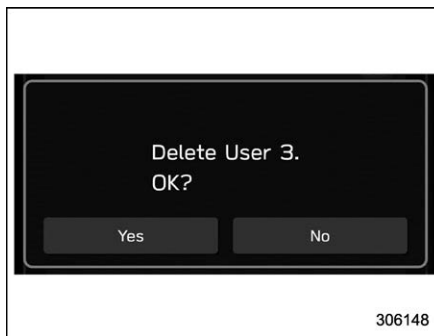 Delete User 3.
OK?
Yes
No
306148